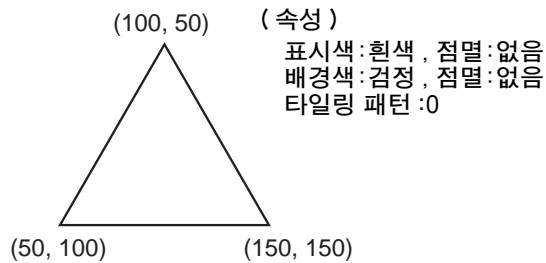 (100, 50)
( 속성 )
표시색 : 흰색 , 점멸 : 없음
배경색 : 검정 , 점멸 : 없음
타일링 패턴 :0
(50, 100)
(150, 150)